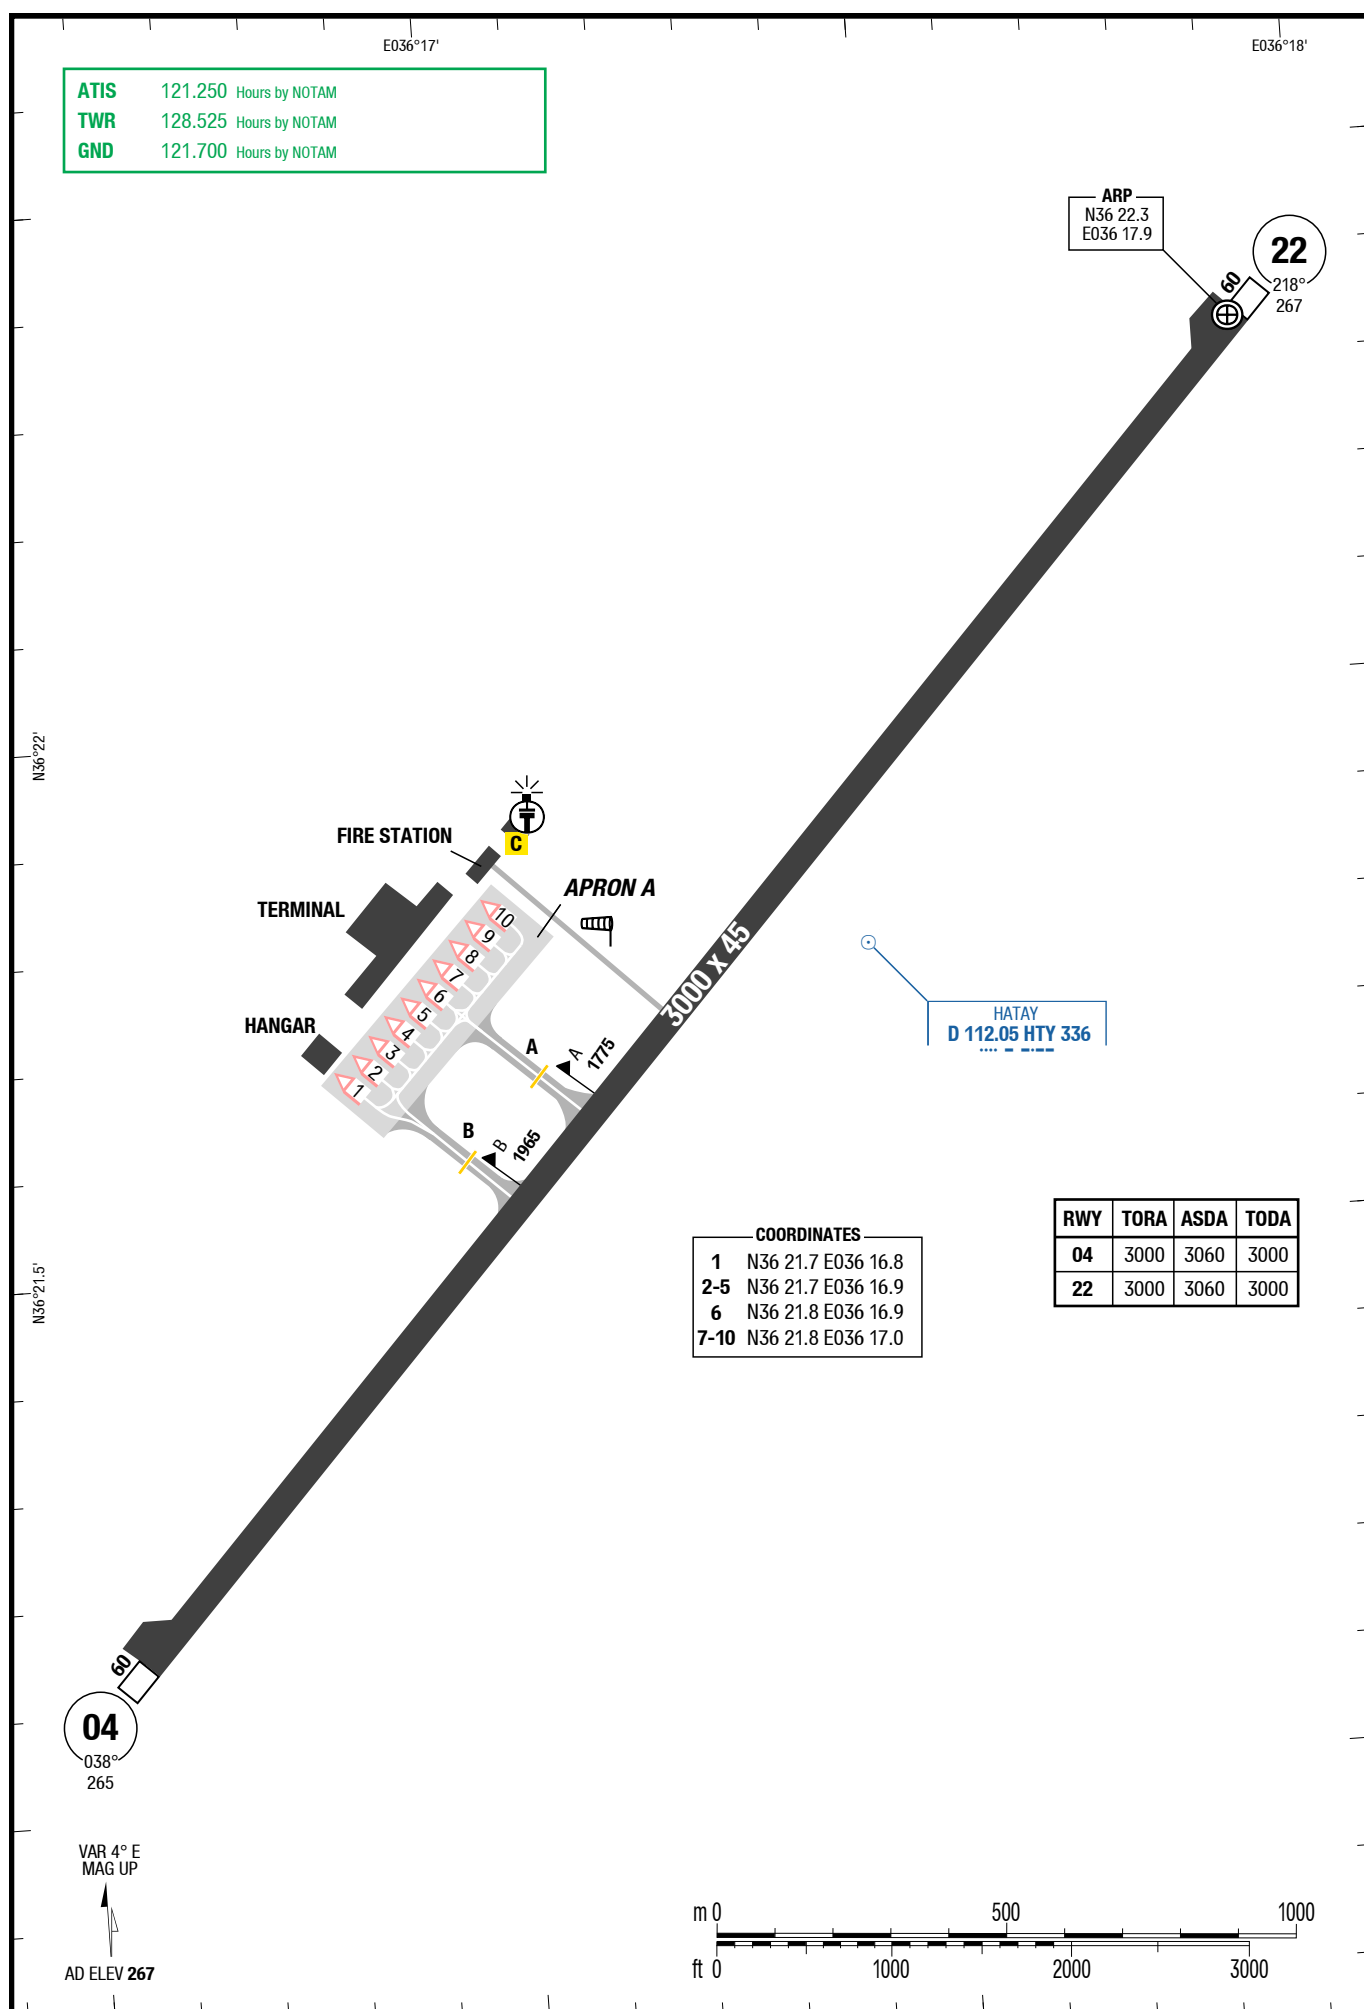 E036°17'
E036°18'
ATIS 121.250 Hours by NOTAM
TWR 128.525 Hours by NOTAM
GND 121.700 Hours by NOTAM
ARP
N36 22.3
E036 17.9
22
218°
267
60
N36°22'
FIRE STATION
C
APRON A
TERMINAL
HANGAR
10
9
8
7
6
5
4
3
2
1
3000 x 45
HATAY
D 112.05 HTY 336
A
A
1775
B
B
1965
N36°21.5'
COORDINATES
1 N36 21.7 E036 16.8
2-5 N36 21.7 E036 16.9
6 N36 21.8 E036 16.9
7-10 N36 21.8 E036 17.0
RWY TORA ASDA TODA
04 3000 3060 3000
22 3000 3060 3000
60
04
038°
265
VAR 4° E
MAG UP
AD ELEV 267
m 0 500 1000
ft 0 1000 2000 3000